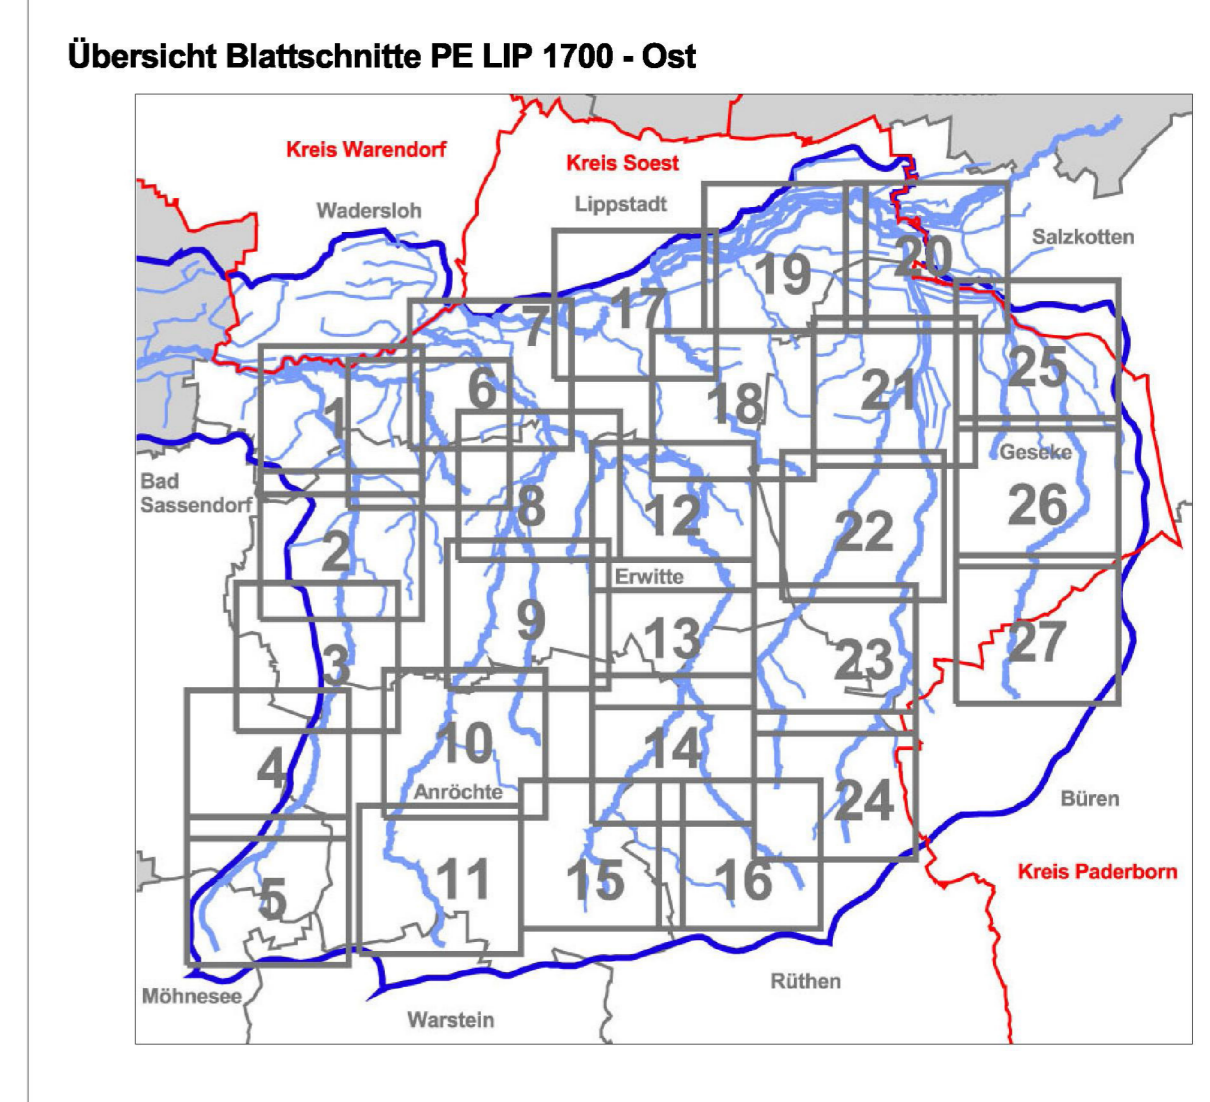 Übersicht Blattschnitte PE LIP 1700 - Ost
Kreis Warendorf
Kreis Soest
Wadersloh
Lippstadt
Salzkotten
20
19
17
7
25
6
21
18
1
Geseke
Bad
Sassendorf
26
8
12
22
2
Erwitte
9
13
27
3
23
10
14
4
Anröchte
24
Büren
11
15
16
Kreis Paderborn
5
Rüthen
Möhnesee
Warstein